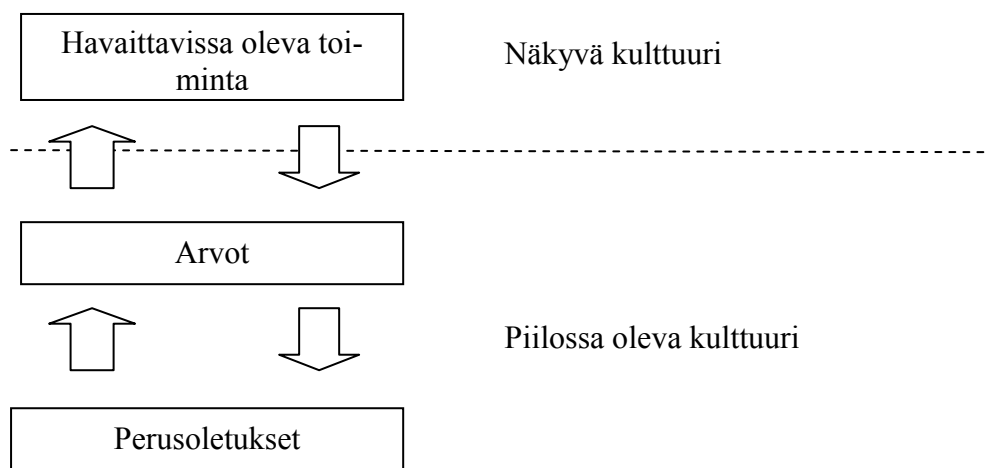 Havaittavissa oleva toi-
minta
Näkyvä kulttuuri
Arvot
Piilossa oleva kulttuuri
Perusoletukset